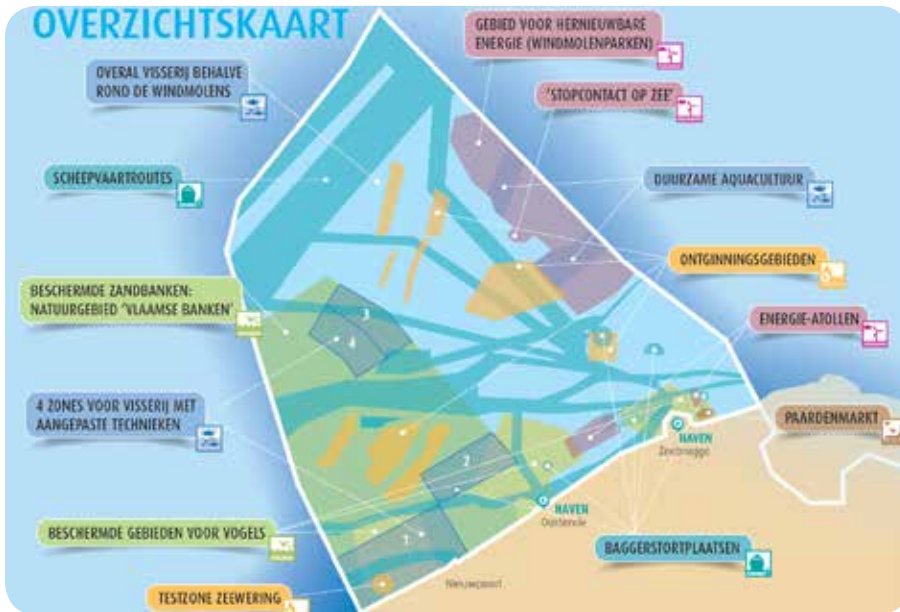 OVERZICHTSKAART
GEBIED VOOR HERNIEUWBARE
ENERGIE (WINDMOLENPARKEN)
OVERAL VISSERIJ BEHALVE
ROND DE WINDMOLENS
'STOPCONTACT OP ZEE'
SCHEEPVAARTROUTES
DUURZAME AQUACULTUUR
ONTGINNINGSGEBIEDEN
BESCHERMDE ZANDBANKEN:
NATUURGEBIED 'VLAAMSE BANKEN'
3
4
ENERGIE-ATOLLEN
4 ZONES VOOR VISSERIJ MET
AANGEPASTE TECHNIEKEN
PAARDENMARKT
HAVEN
Zeebrugge
2
HAVEN
Oostende
1
BESCHERMDE GEBIEDEN VOOR VOGELS
BAGGERSTORTPLAATSEN
Nieuwpoort
TESTZONE ZEEWERING